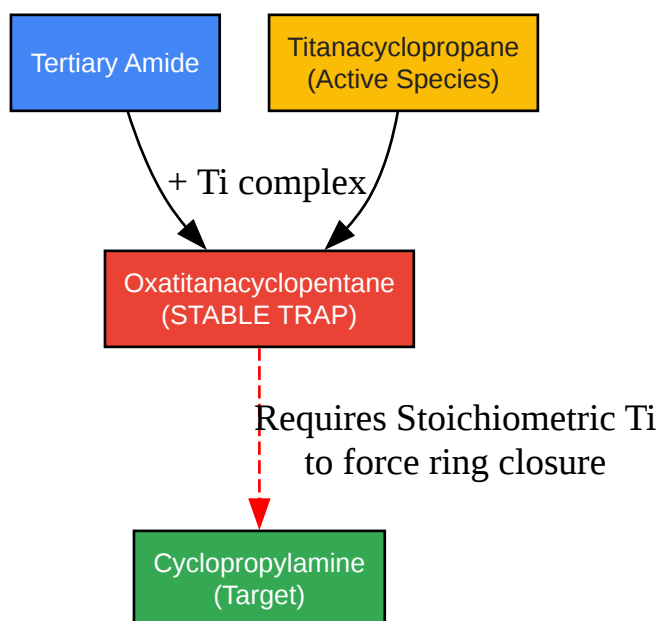 Tertiary Amide
Titanacyclopropane
(Active Species)
+ Ti complex
Oxatitanacyclopentane
(STABLE TRAP)
Requires Stoichiometric Ti
to force ring closure
Cyclopropylamine
(Target)